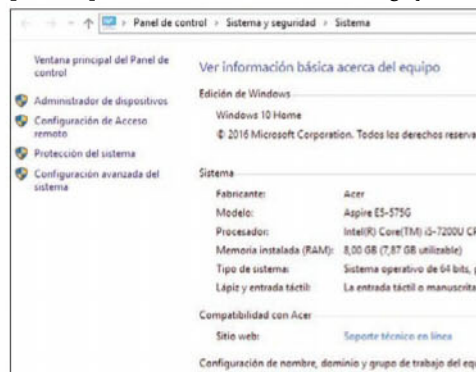 Panel de control › Sistema y seguridad › Sistema
Ventana principal del Panel de
control
Administrador de dispositivos
Configuración de Acceso
remoto
Protección del sistema
Configuración avanzada del
sistema
Ver información básica acerca del equipo
Edición de Windows
Windows 10 Home
© 2016 Microsoft Corporation. Todos los derechos reserva
Sistema
Fabricante: Acer
Modelo: Aspire E5-575G
Procesador: Intel(R) Core(TM) i5-7200U CP
Memoria instalada (RAM): 8,00 GB (7,87 GB utilizable)
Tipo de sistema: Sistema operativo de 64 bits, p
Lápiz y entrada táctil: La entrada táctil o manuscrita
Compatibilidad con Acer
Sitio web: Soporte técnico en línea
Configuración de nombre, dominio y grupo de trabajo del equ